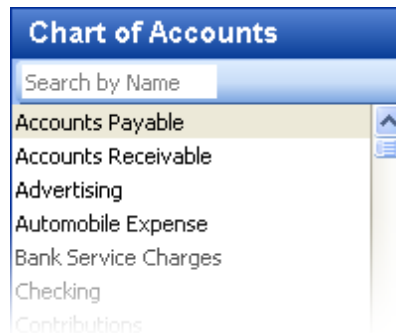 Chart of Accounts
Search by Name
Accounts Payable
Accounts Receivable
Advertising
Automobile Expense
Bank Service Charges
Checking
Contributions